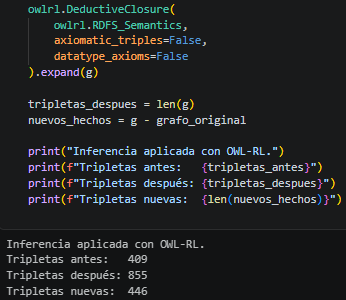 owlrl.DeductiveClosure(
    owlrl.RDFS_Semantics,
    axiomatic_triples=False,
    datatype_axioms=False
).expand(g)

tripletas_despues = len(g)
nuevos_hechos = g - grafo_original

print("Inferencia aplicada con OWL-RL.")
print(f"Tripletas antes:   {tripletas_antes}")
print(f"Tripletas después: {tripletas_despues}")
print(f"Tripletas nuevas:  {len(nuevos_hechos)}")

Inferencia aplicada con OWL-RL.
Tripletas antes:   409
Tripletas después: 855
Tripletas nuevas:  446